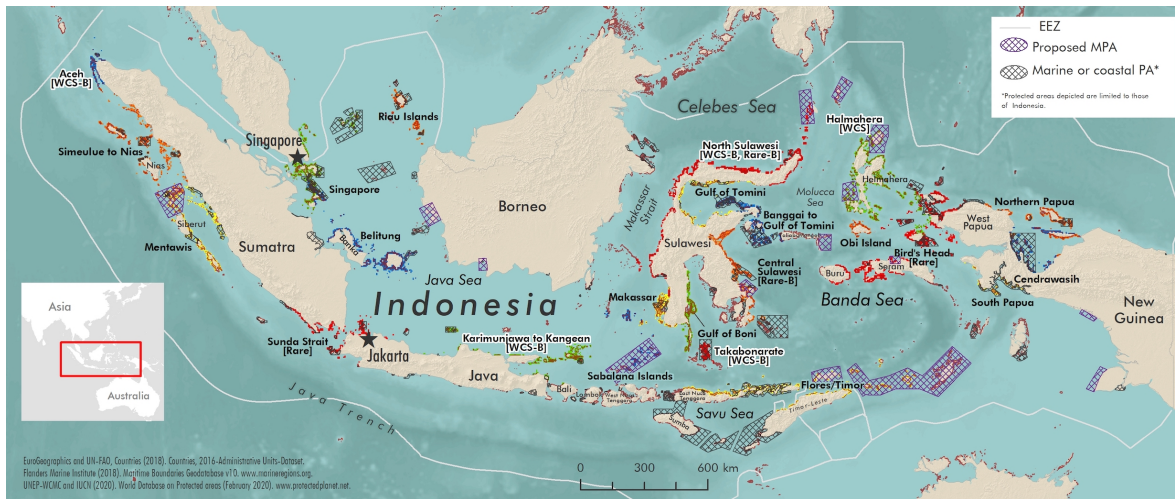 EEZ
Proposed MPA
Marine or coastal PA*
*Protected areas depicted are limited to those
of Indonesia.
Aceh
[WCS-B]
Simeulue to Nias
Nias
Siberut
Mentawis
Sumatra
Singapore
Riau Islands
Singapore
Bangka
Belitung
Borneo
Java Sea
Indonesia
Sunda Strait
[Rare]
Jakarta
Java
Java Trench
Karimunjawa to Kangean
[WCS-B]
Bali
Lombok
West Nusa
Tenggara
East Nusa
Tenggara
Sabalana Islands
Sumba
Savu Sea
Timor-Leste
Flores/Timor
Celebes Sea
Makassar
Strait
North Sulawesi
[WCS-B, Rare-B]
Gulf of Tomini
Molucca
Sea
Halmahera
[WCS]
Halmahera
Banggai to
Gulf of Tomini
Sulawesi
Central
Sulawesi
[Rare-B]
Makassar
Gulf of Boni
Takabonarate
[WCS-B]
Obi Island
Buru
Seram
Banda Sea
Bird's Head
[Rare]
West
Papua
Northern Papua
Cendrawasih
South Papua
New
Guinea
Asia
Australia
0 300 600 km
EuroGeographics and UN-FAO, Countries (2018). Countries, 2016-Administrative Units-Dataset.
Flanders Marine Institute (2018). Maritime Boundaries Geodatabase v10. www.marineregions.org.
UNEP-WCMC and IUCN (2020). World Database on Protected areas (February 2020). www.protectedplanet.net.